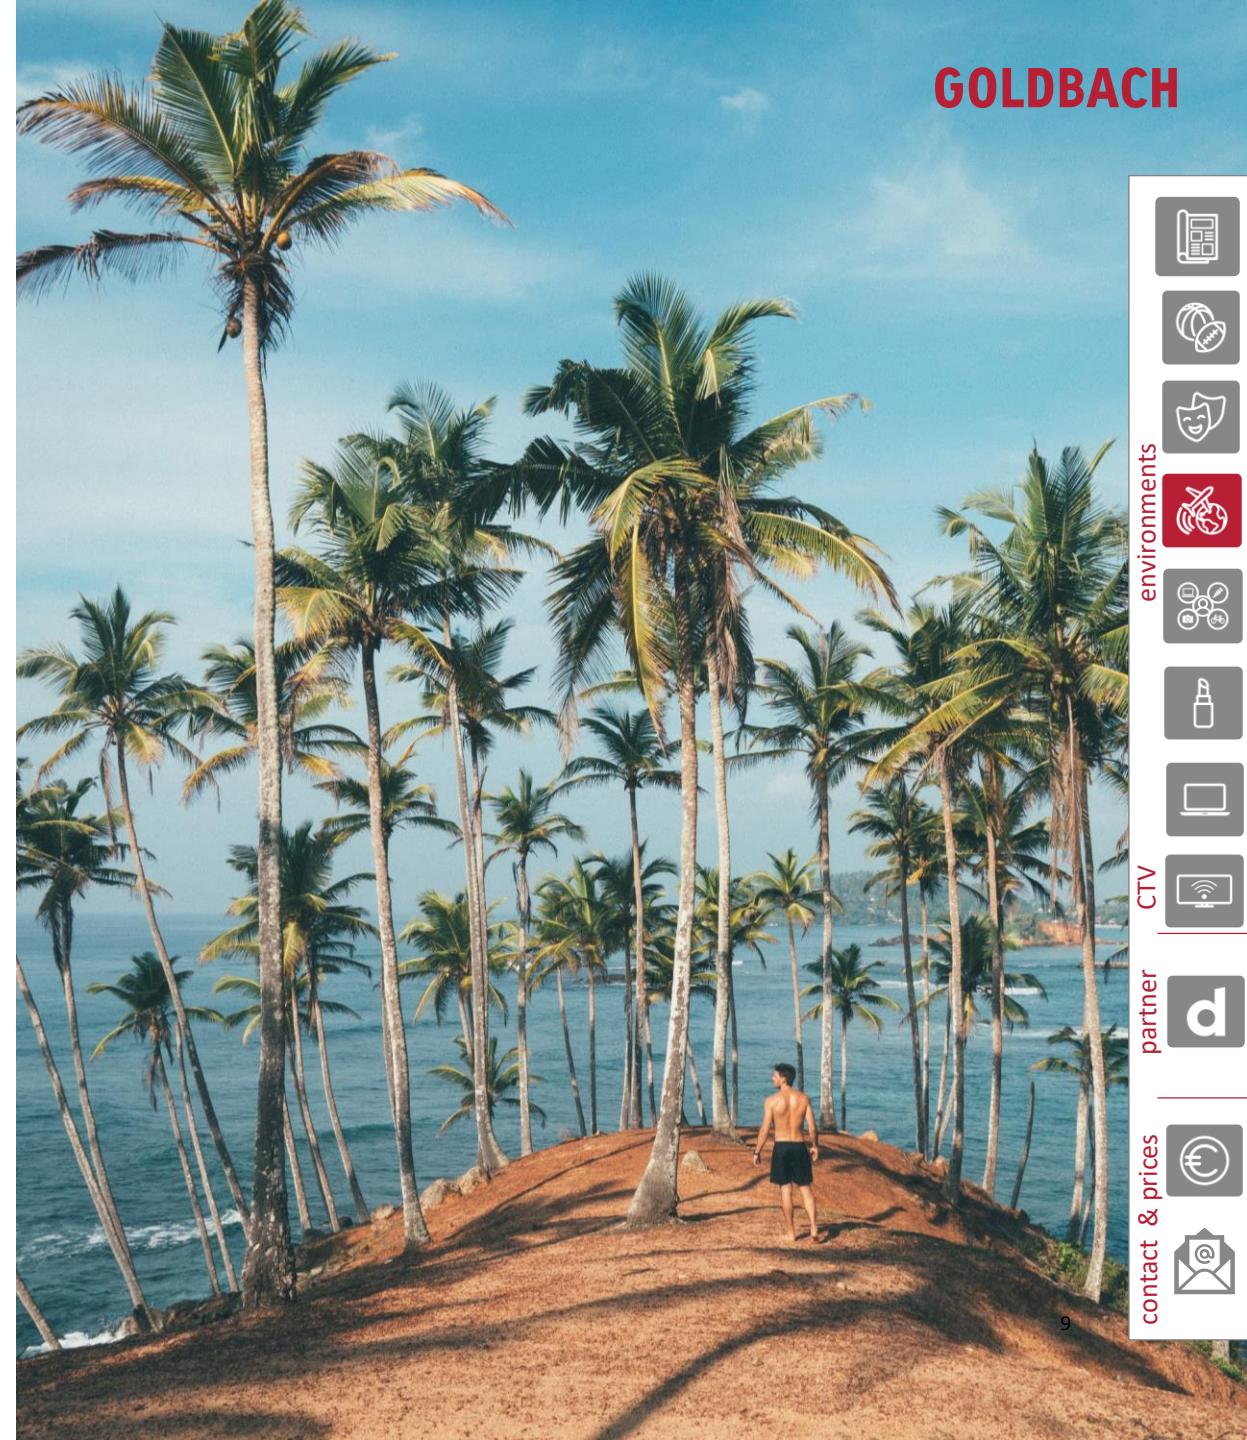 GOLDBACH
environments
CTV
partner
d
contact & prices
€
@
9